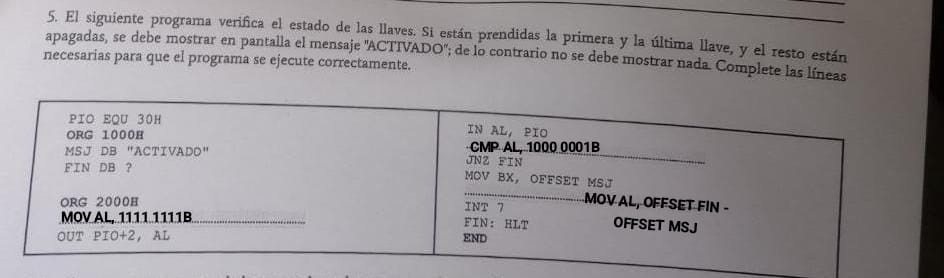 5. El siguiente programa verifica el estado de las llaves. Si están prendidas la primera y la última llave, y el resto están
apagadas, se debe mostrar en pantalla el mensaje "ACTIVADO"; de lo contrario no se debe mostrar nada. Complete las líneas
necesarias para que el programa se ejecute correctamente.
PIO EQU 30H
ORG 1000H
MSJ DB "ACTIVADO"
FIN DB ?
ORG 2000H
MOV AL, 1111 1111B
OUT PIO+2, AL
IN AL, PIO
CMP AL, 1000 0001B
JNZ FIN
MOV BX, OFFSET MSJ
MOV AL, OFFSET FIN -
OFFSET MSJ
INT 7
FIN: HLT
END